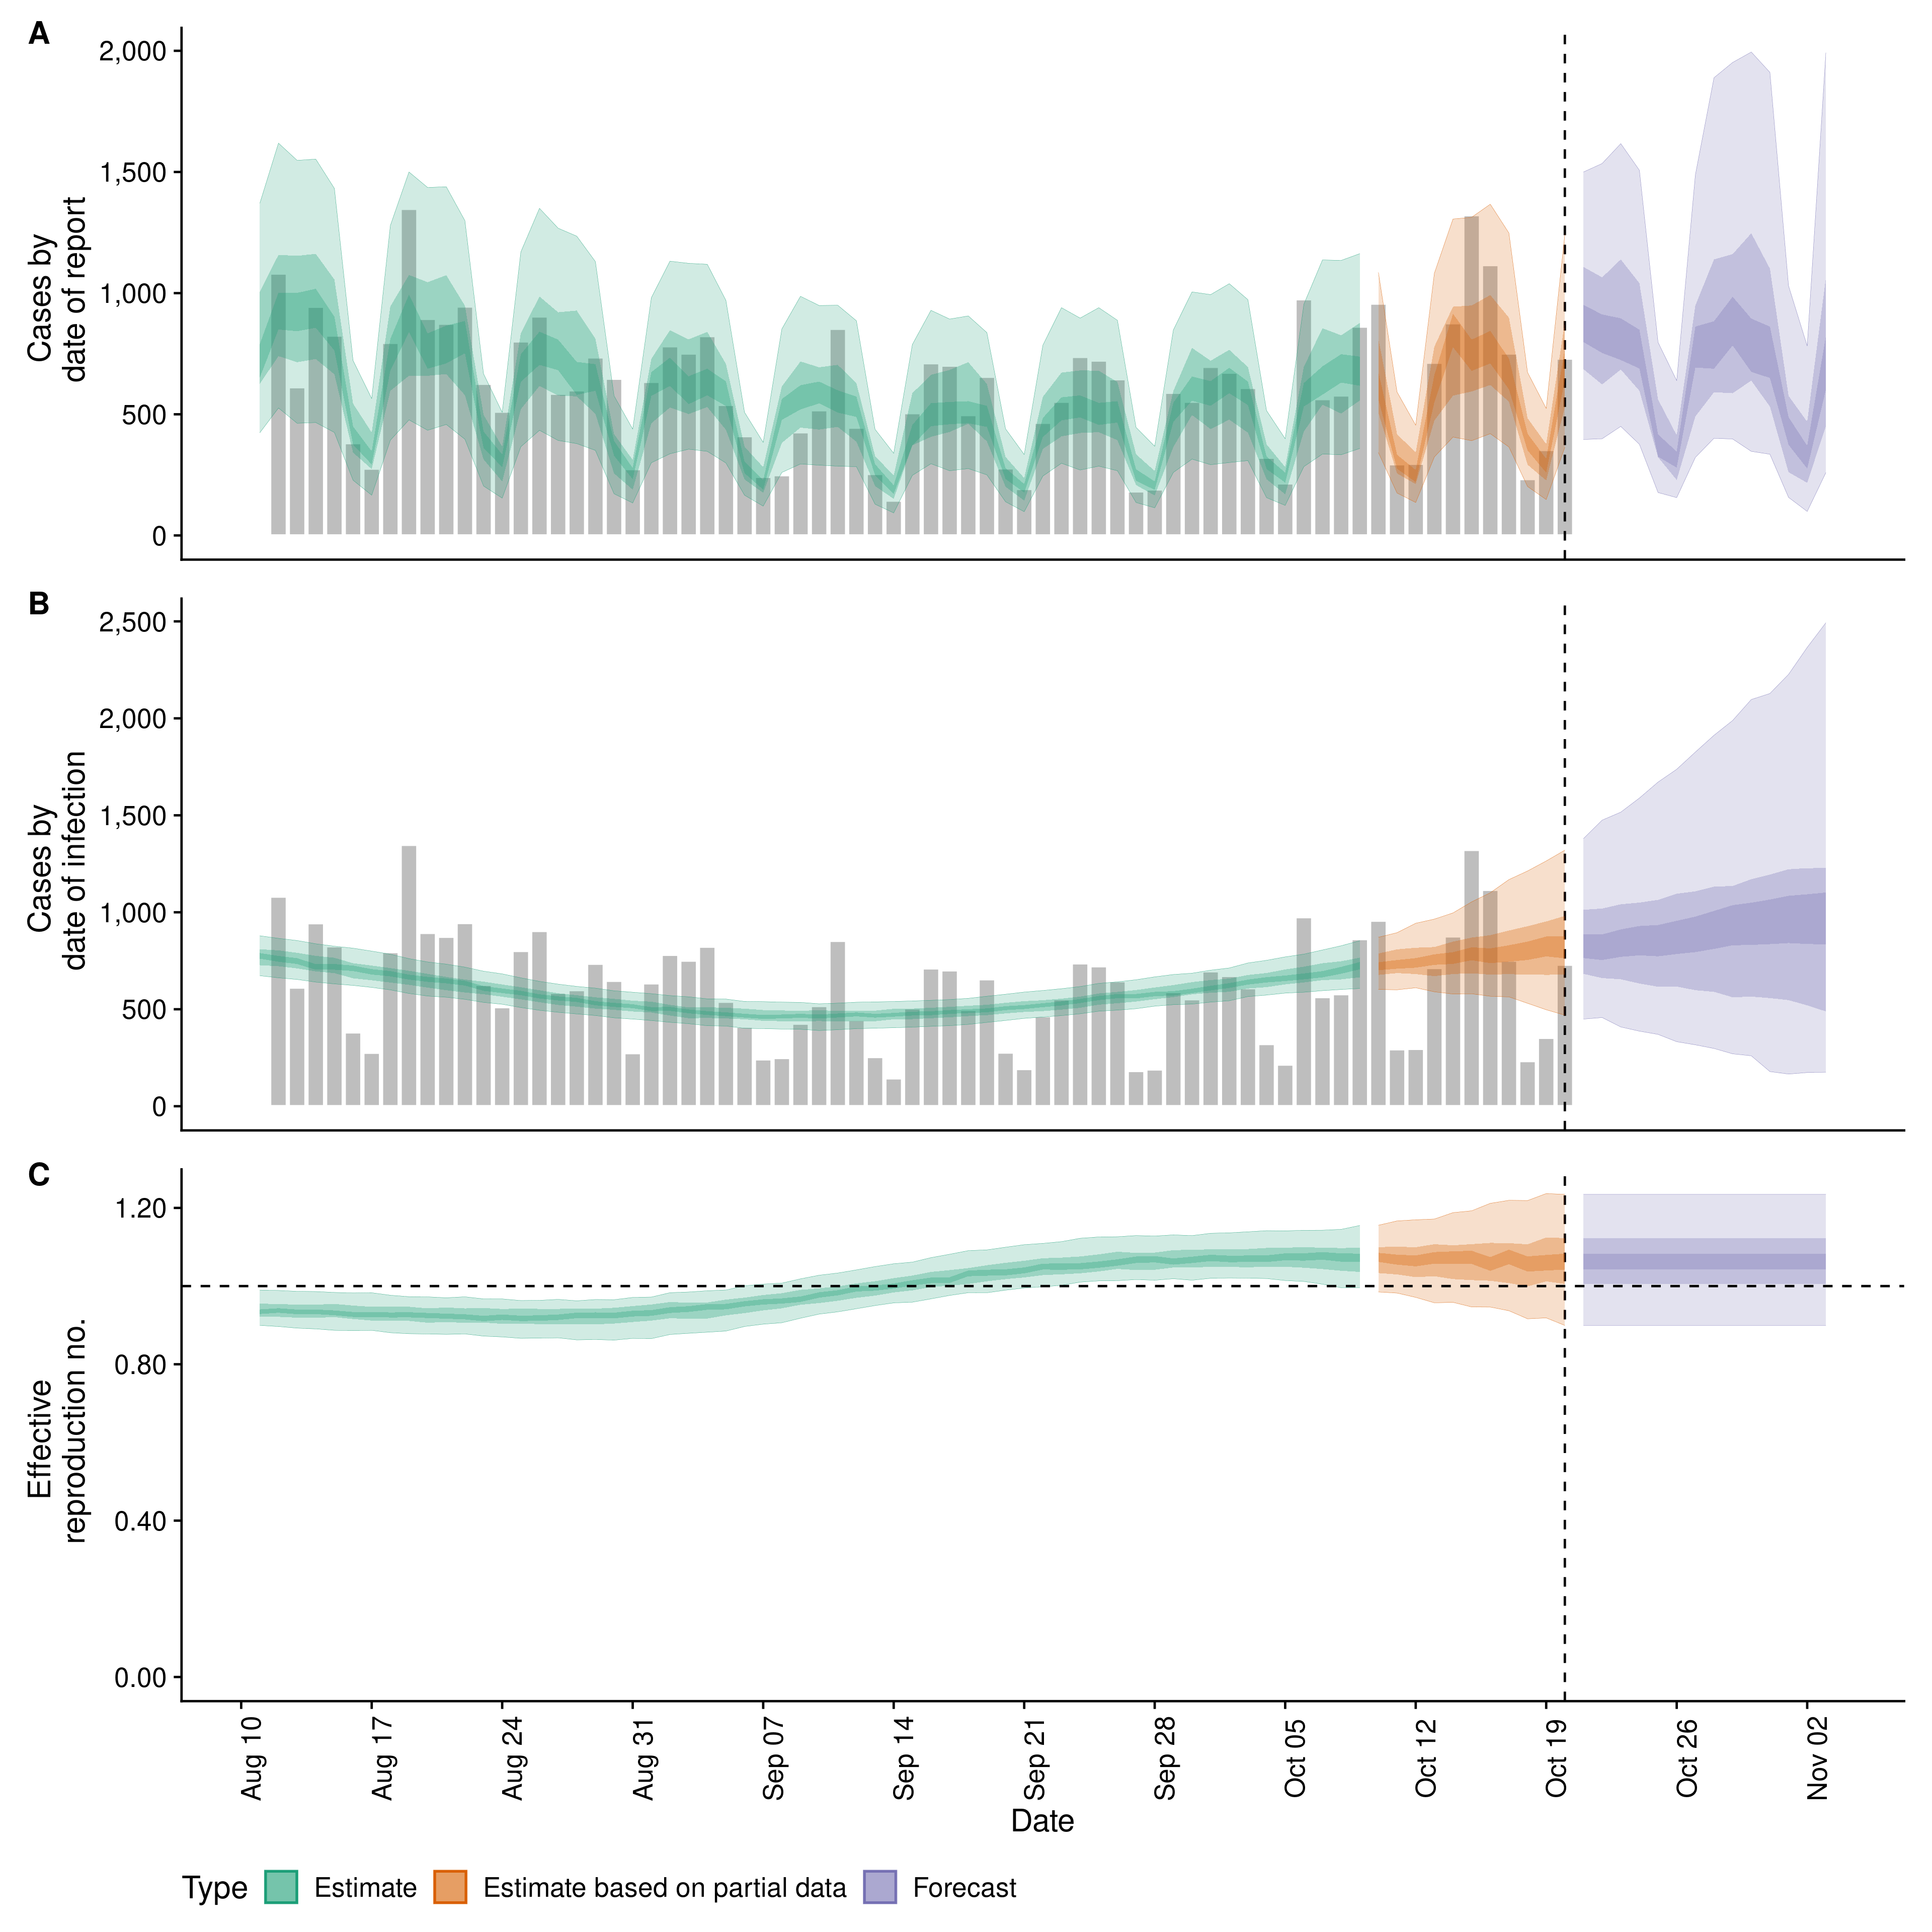 A
Cases by
date of report
2,000
1,500
1,000
500
0
B
Cases by
date of infection
2,500
2,000
1,500
1,000
500
0
C
Effective
reproduction no.
1.20
0.80
0.40
0.00
Aug 10
Aug 17
Aug 24
Aug 31
Sep 07
Sep 14
Sep 21
Sep 28
Oct 05
Oct 12
Oct 19
Oct 26
Nov 02
Date
Type Estimate Estimate based on partial data Forecast